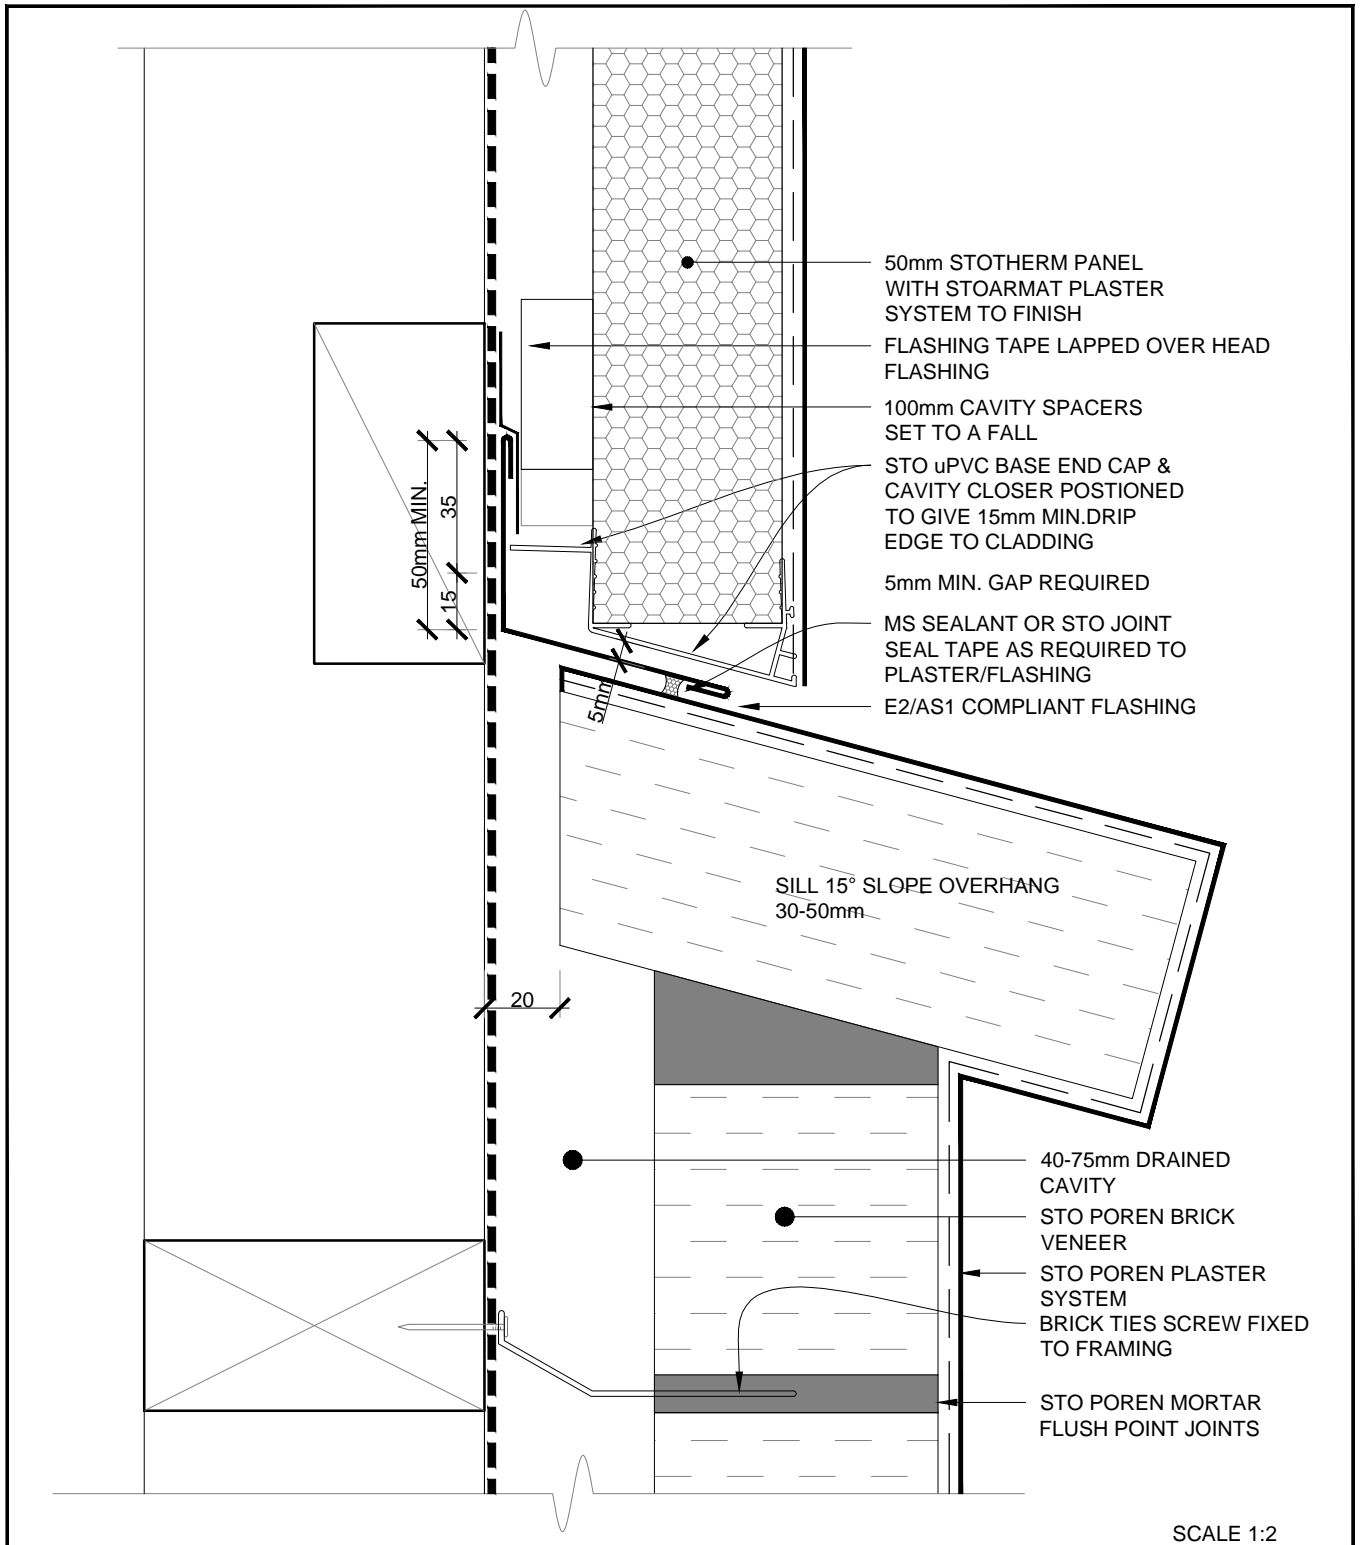 50mm STOTHERM PANEL
WITH STOARMAT PLASTER
SYSTEM TO FINISH
FLASHING TAPE LAPPED OVER HEAD
FLASHING
100mm CAVITY SPACERS
SET TO A FALL
STO uPVC BASE END CAP &
CAVITY CLOSER POSTIONED
TO GIVE 15mm MIN.DRIP
EDGE TO CLADDING
5mm MIN. GAP REQUIRED
MS SEALANT OR STO JOINT
SEAL TAPE AS REQUIRED TO
PLASTER/FLASHING
E2/AS1 COMPLIANT FLASHING
50mm MIN.
35
15
5mm
SILL 15° SLOPE OVERHANG
30-50mm
20
40-75mm DRAINED
CAVITY
STO POREN BRICK
VENEER
STO POREN PLASTER
SYSTEM
BRICK TIES SCREW FIXED
TO FRAMING
STO POREN MORTAR
FLUSH POINT JOINTS
SCALE 1:2